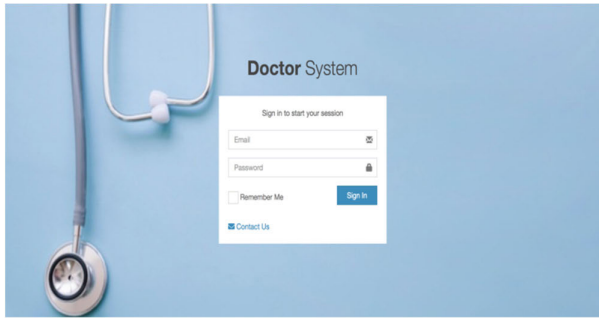 Doctor System
Sign in to start your session
Email
Password
Remember Me
Sign In
Contact Us